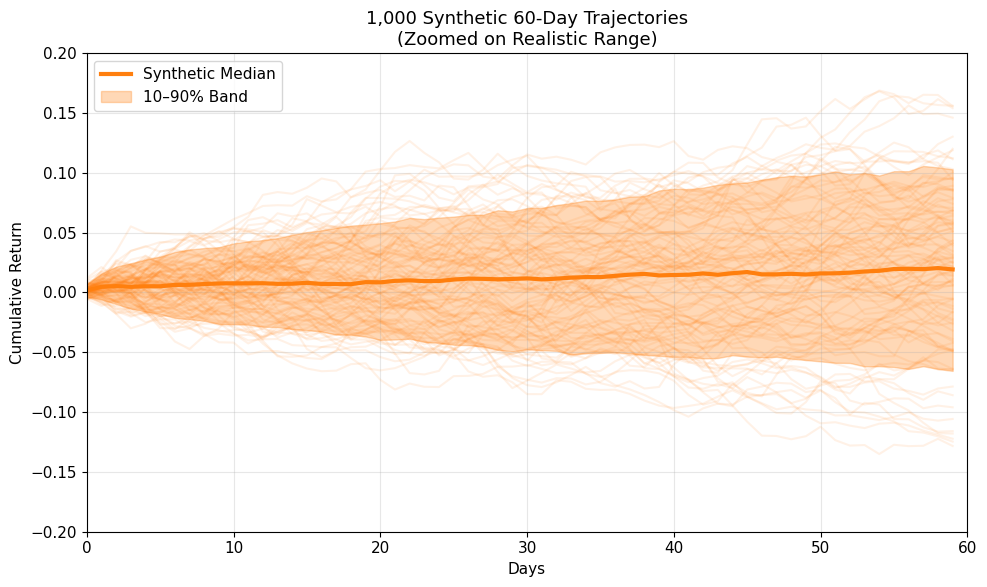 1,000 Synthetic 60-Day Trajectories
(Zoomed on Realistic Range)
Synthetic Median
10–90% Band
Cumulative Return
0.20
0.15
0.10
0.05
0.00
−0.05
−0.10
−0.15
−0.20
0 10 20 30 40 50 60
Days